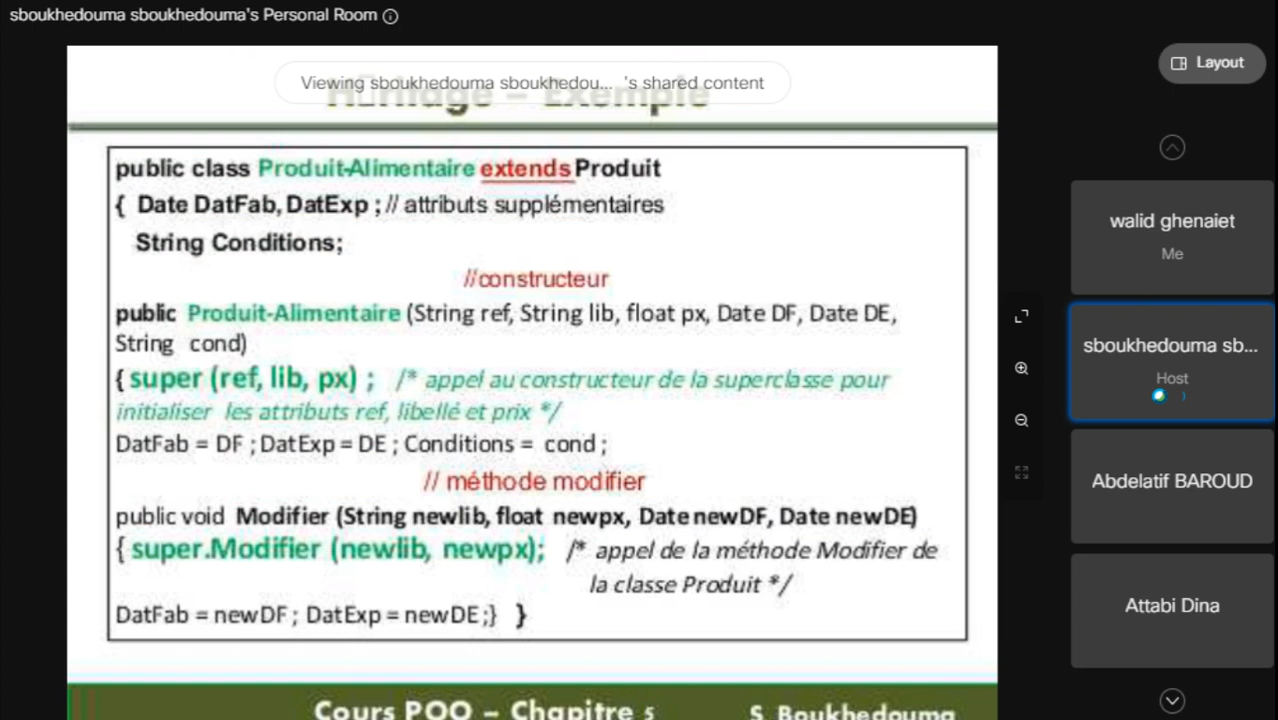 sboukhedouma sboukhedouma's Personal Room
Layout
Viewing sboukhedouma sboukhedou... 's shared content
– Exemple
public class Produit-Alimentaire extends Produit
{ Date DatFab, DatExp ; // attributs supplémentaires
String Conditions;
//constructeur
public Produit-Alimentaire (String ref, String lib, float px, Date DF, Date DE,
String cond)
{ super (ref, lib, px) ; /* appel au constructeur de la superclasse pour
initialiser les attributs ref, libellé et prix */
DatFab = DF ; DatExp = DE ; Conditions = cond ;
// méthode modifier
public void Modifier (String newlib, float newpx, Date newDF, Date newDE)
{ super.Modifier (newlib, newpx); /* appel de la méthode Modifier de
la classe Produit */
DatFab = newDF ; DatExp = newDE ;} }
Cours POO – Chapitre 5 S. Boukhedouma
walid ghenaiet
Me
sboukhedouma sb...
Host
Abdelatif BAROUD
Attabi Dina